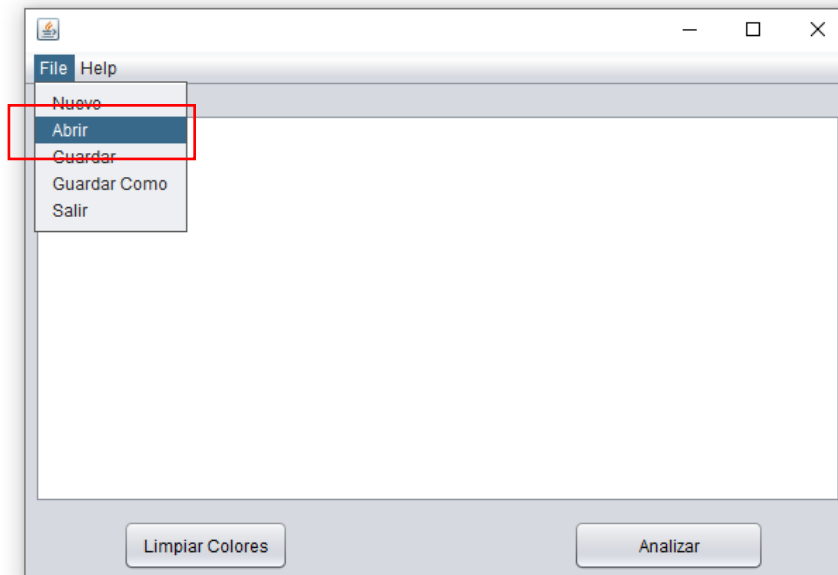 File Help
Nuevo
Abrir
Guardar
Guardar Como
Salir
Limpiar Colores Analizar